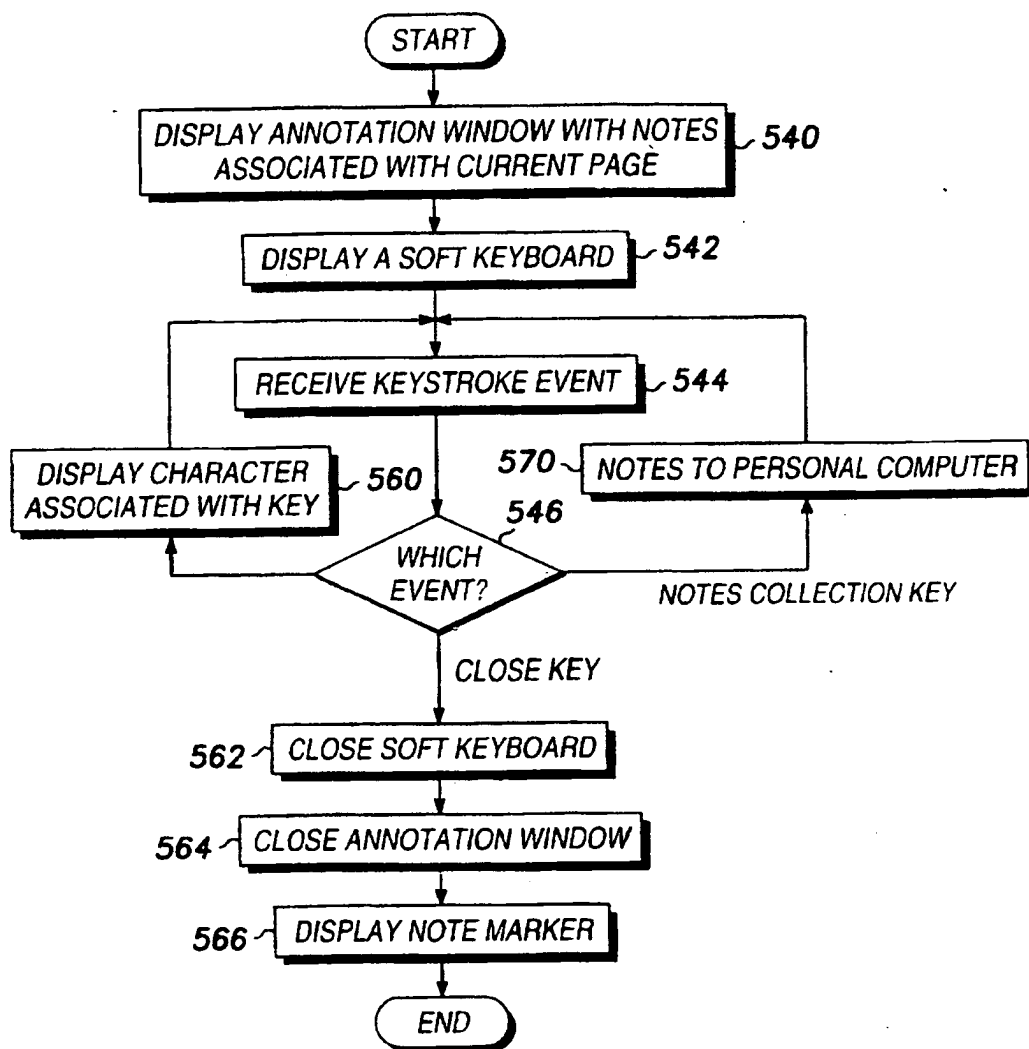 START
DISPLAY ANNOTATION WINDOW WITH NOTES
ASSOCIATED WITH CURRENT PAGE
540
DISPLAY A SOFT KEYBOARD
542
RECEIVE KEYSTROKE EVENT
544
DISPLAY CHARACTER
ASSOCIATED WITH KEY
560
570
NOTES TO PERSONAL COMPUTER
546
WHICH
EVENT?
NOTES COLLECTION KEY
CLOSE KEY
562
CLOSE SOFT KEYBOARD
564
CLOSE ANNOTATION WINDOW
566
DISPLAY NOTE MARKER
END